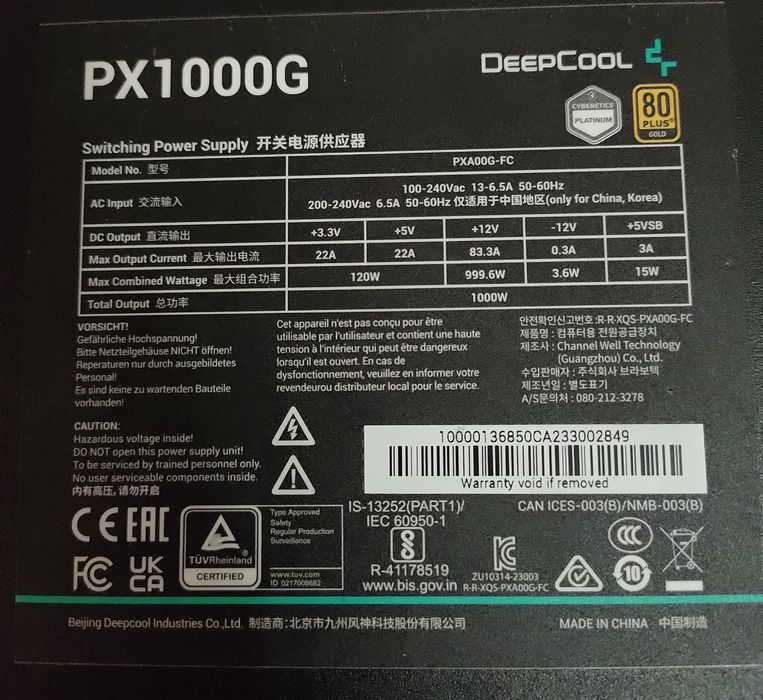 PX1000G
DEEPCOOL
CYBENETICS
PLATINUM
80
PLUS®
GOLD
Switching Power Supply 开关电源供应器
Model No. 型号 PXA00G-FC
AC Input 交流输入 100-240Vac 13-6.5A 50-60Hz
200-240Vac 6.5A 50-60Hz 仅适用于中国地区(only for China, Korea)
DC Output 直流输出 +3.3V +5V +12V -12V +5VSB
Max Output Current 最大输出电流 22A 22A 83.3A 0.3A 3A
Max Combined Wattage 最大组合功率 120W 999.6W 3.6W 15W
Total Output 总功率 1000W
VORSICHT!
Gefährliche Hochspannung!
Bitte Netzteilgehäuse NICHT öffnen!
Reperaturen nur durch ausgebildetes
Personal!
Es sind keine zu wartenden Bauteile
vorhanden!
Cet appareil n'est pas conçu pour être
utilisable par l'utilisateur et contient une haute
tension à l'intérieur qui peut être dangereux
lorsqu'il est ouvert. En cas de
dysfonctionnement, veuillez en informer votre
revendeurou distributeur local pour le service.
안전확인신고번호:R-R-XQS-PXA00G-FC
제품명 : 컴퓨터용 전원공급장치
제조사 : Channel Well Technology
(Guangzhou) Co., Ltd.
수입판매자 : 주식회사 브라보텍
제조년일 : 별도표기
A/S문의처 : 080-212-3278
CAUTION:
Hazardous voltage inside!
DO NOT open this power supply unit!
To be serviced by trained personnel only.
No user serviceable components inside.
内有高压, 请勿开启
10000136850CA233002849
Warranty void if removed
CE EAC
FC UK
CA
TÜVRheinland
CERTIFIED
Type Approved
Safety
Regular Production
Surveillance
www.tuv.com
ID 0217008682
IS-13252(PART1)/
IEC 60950-1
R-41178519
www.bis.gov.in
CAN ICES-003(B)/NMB-003(B)
ZU10314-23003
R-R-XQS-PXA00G-FC
CCC
10
Beijing Deepcool Industries Co.,Ltd. 制造商:北京市九州风神科技股份有限公司
MADE IN CHINA 中国制造